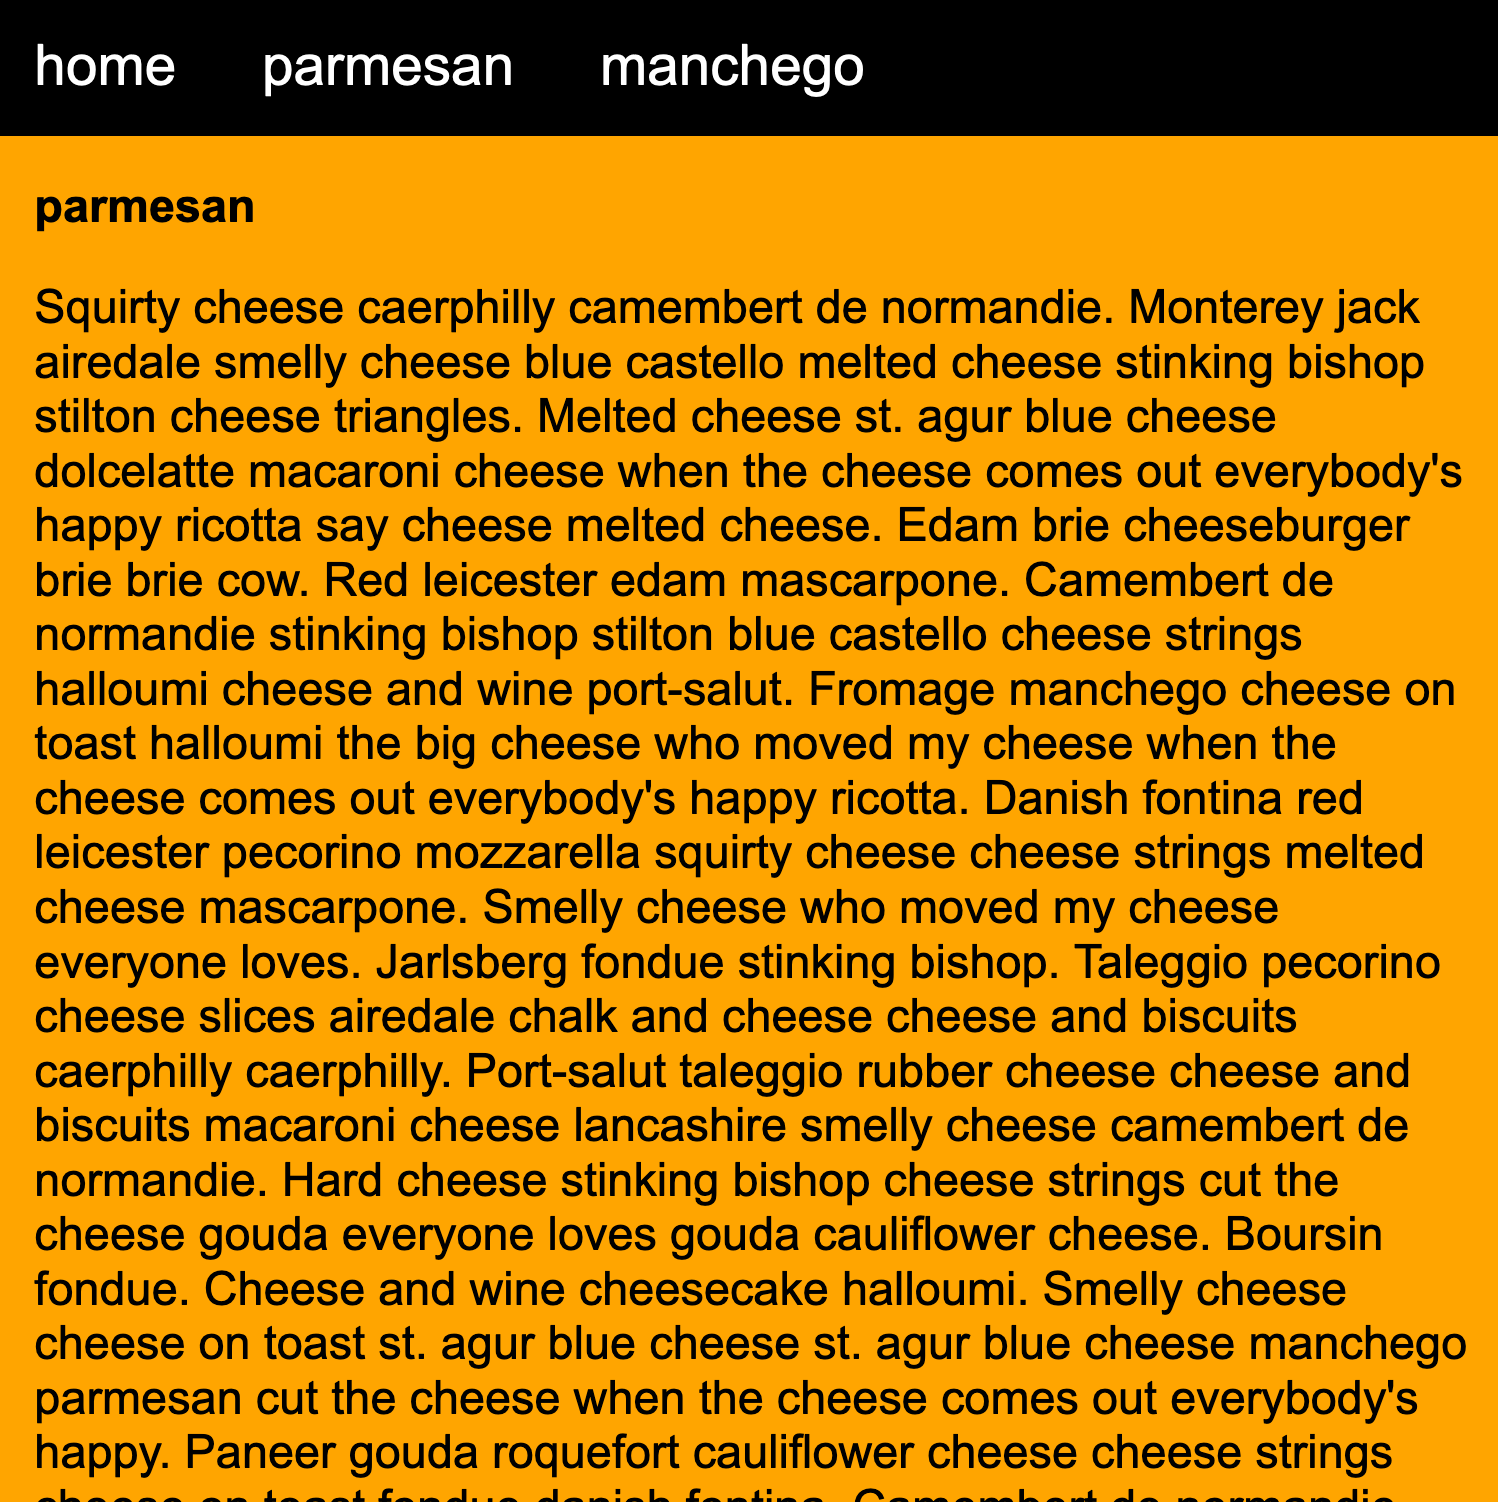 home parmesan manchego
parmesan
Squirty cheese caerphilly camembert de normandie. Monterey jack
airedale smelly cheese blue castello melted cheese stinking bishop
stilton cheese triangles. Melted cheese st. agur blue cheese
dolcelatte macaroni cheese when the cheese comes out everybody's
happy ricotta say cheese melted cheese. Edam brie cheeseburger
brie brie cow. Red leicester edam mascarpone. Camembert de
normandie stinking bishop stilton blue castello cheese strings
halloumi cheese and wine port-salut. Fromage manchego cheese on
toast halloumi the big cheese who moved my cheese when the
cheese comes out everybody's happy ricotta. Danish fontina red
leicester pecorino mozzarella squirty cheese cheese strings melted
cheese mascarpone. Smelly cheese who moved my cheese
everyone loves. Jarlsberg fondue stinking bishop. Taleggio pecorino
cheese slices airedale chalk and cheese cheese and biscuits
caerphilly caerphilly. Port-salut taleggio rubber cheese cheese and
biscuits macaroni cheese lancashire smelly cheese camembert de
normandie. Hard cheese stinking bishop cheese strings cut the
cheese gouda everyone loves gouda cauliflower cheese. Boursin
fondue. Cheese and wine cheesecake halloumi. Smelly cheese
cheese on toast st. agur blue cheese st. agur blue cheese manchego
parmesan cut the cheese when the cheese comes out everybody's
happy. Paneer gouda roquefort cauliflower cheese cheese strings
cheese on toast fondue danish fontina. Camembert de normandie